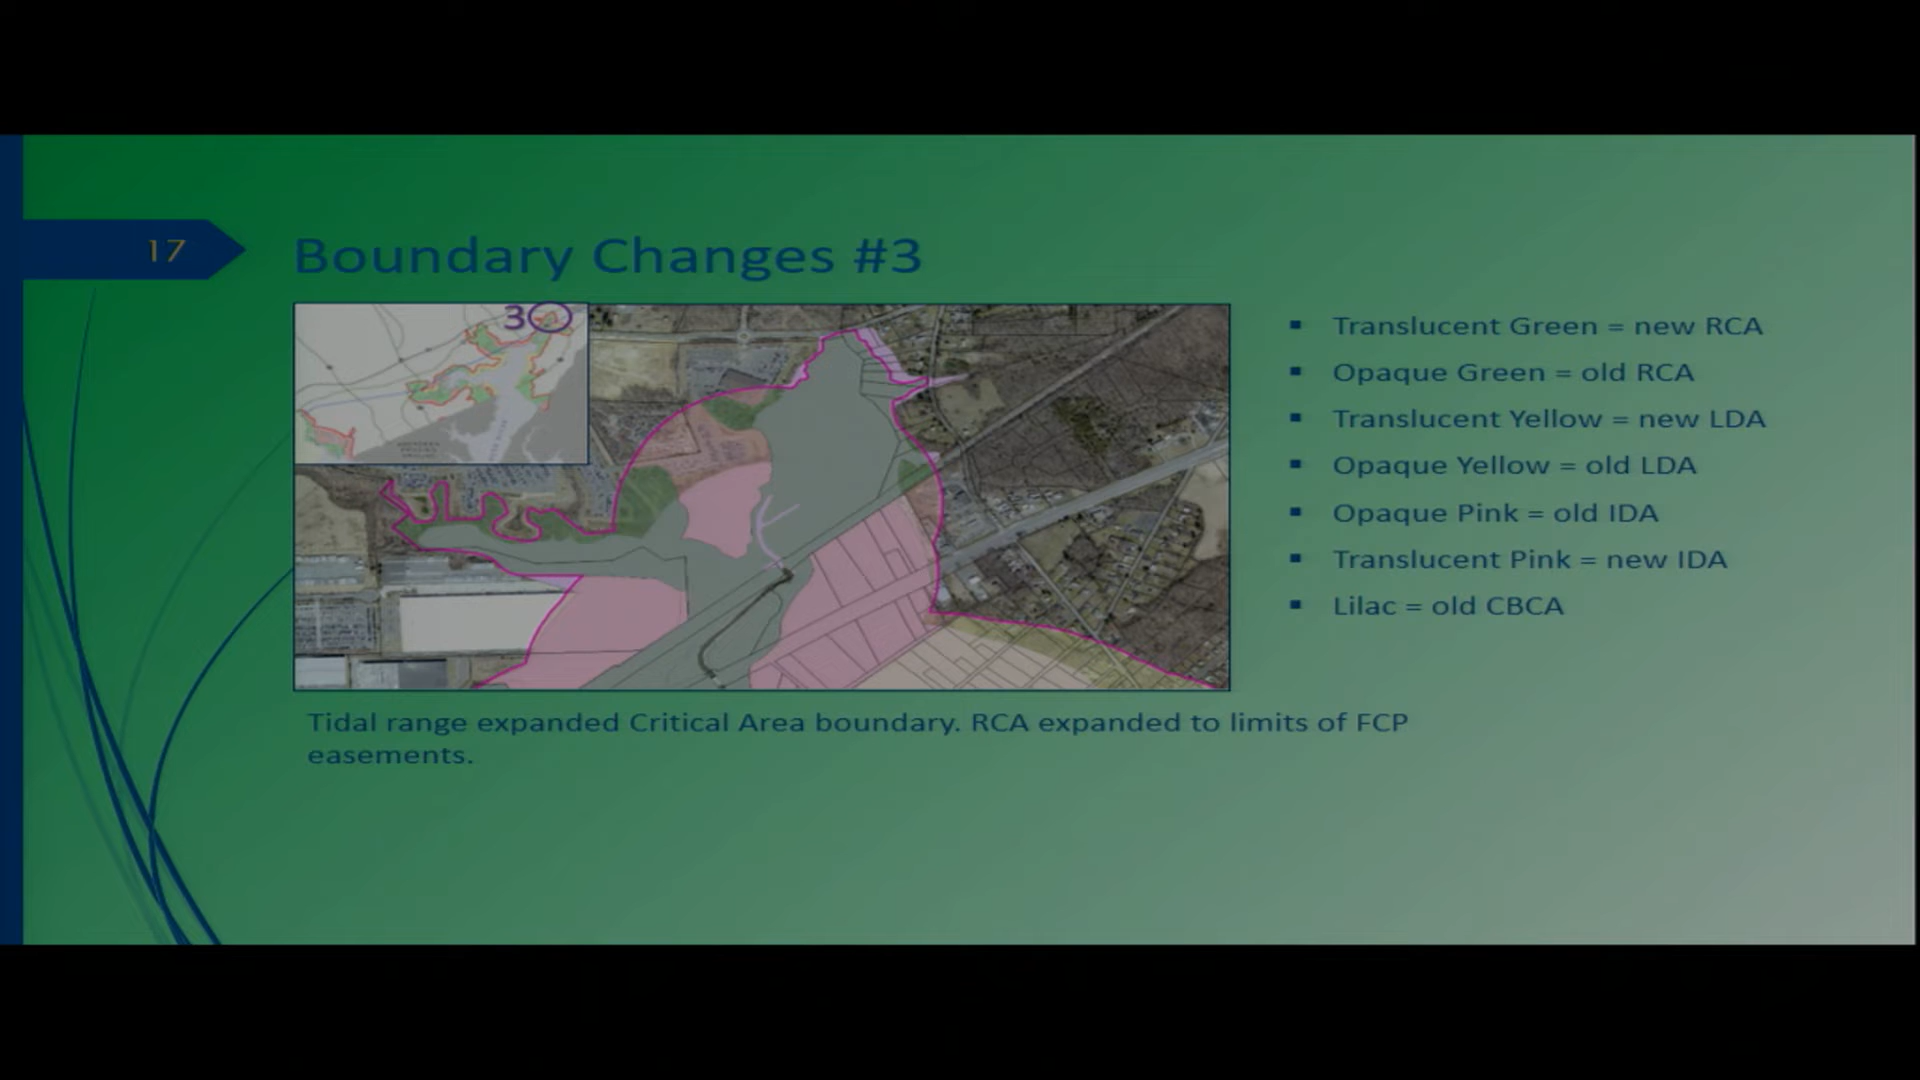 17
Boundary Changes #3
3
Translucent Green = new RCA
Opaque Green = old RCA
Translucent Yellow = new LDA
Opaque Yellow = old LDA
Opaque Pink = old IDA
Translucent Pink = new IDA
Lilac = old CBCA
Tidal range expanded Critical Area boundary. RCA expanded to limits of FCP
easements.